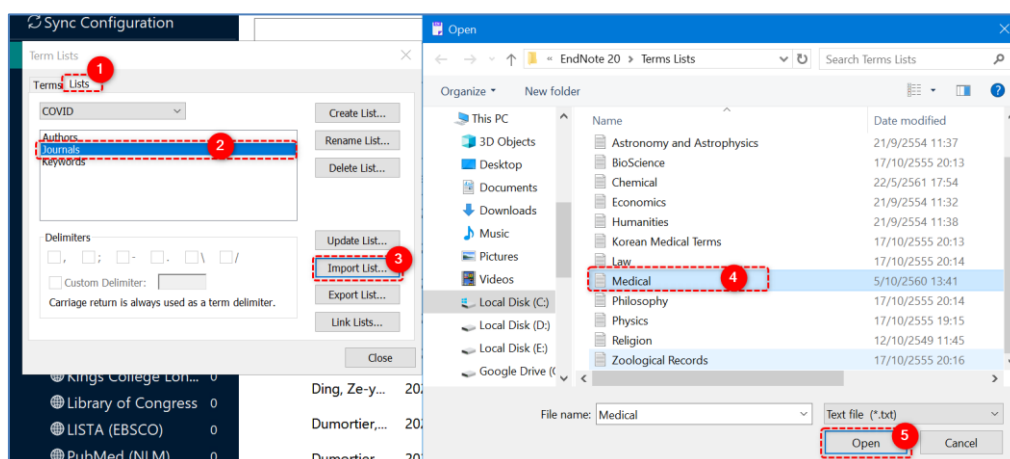 Sync Configuration
Term Lists
1
Terms Lists
COVID
Authors
Journals
2
Keywords
Create List...
Rename List...
Delete List...
Delimiters
, ; - . \ /
Custom Delimiter:
Carriage return is always used as a term delimiter.
Update List...
Import List...
3
Export List...
Link Lists...
Close
Kings College Lon... 0
Library of Congress 0
LISTA (EBSCO) 0
PubMed (NLM) 0
Ding, Ze-y... 20
Dumortier,... 20
Dumortier 20
Open
« EndNote 20 > Terms Lists
Search Terms Lists
Organize New folder
This PC
3D Objects
Desktop
Documents
Downloads
Music
Pictures
Videos
Local Disk (C:)
Local Disk (D:)
Local Disk (E:)
Google Drive (
Name Date modified
Astronomy and Astrophysics 21/9/2554 11:37
BioScience 17/10/2555 20:13
Chemical 22/5/2561 17:54
Economics 21/9/2554 11:32
Humanities 21/9/2554 11:38
Korean Medical Terms 17/10/2555 20:13
Law 17/10/2555 20:14
Medical 4 5/10/2560 13:41
Philosophy 17/10/2555 20:14
Physics 17/10/2555 19:15
Religion 12/10/2549 11:45
Zoological Records 17/10/2555 20:16
File name: Medical Text file (*.txt)
Open 5 Cancel